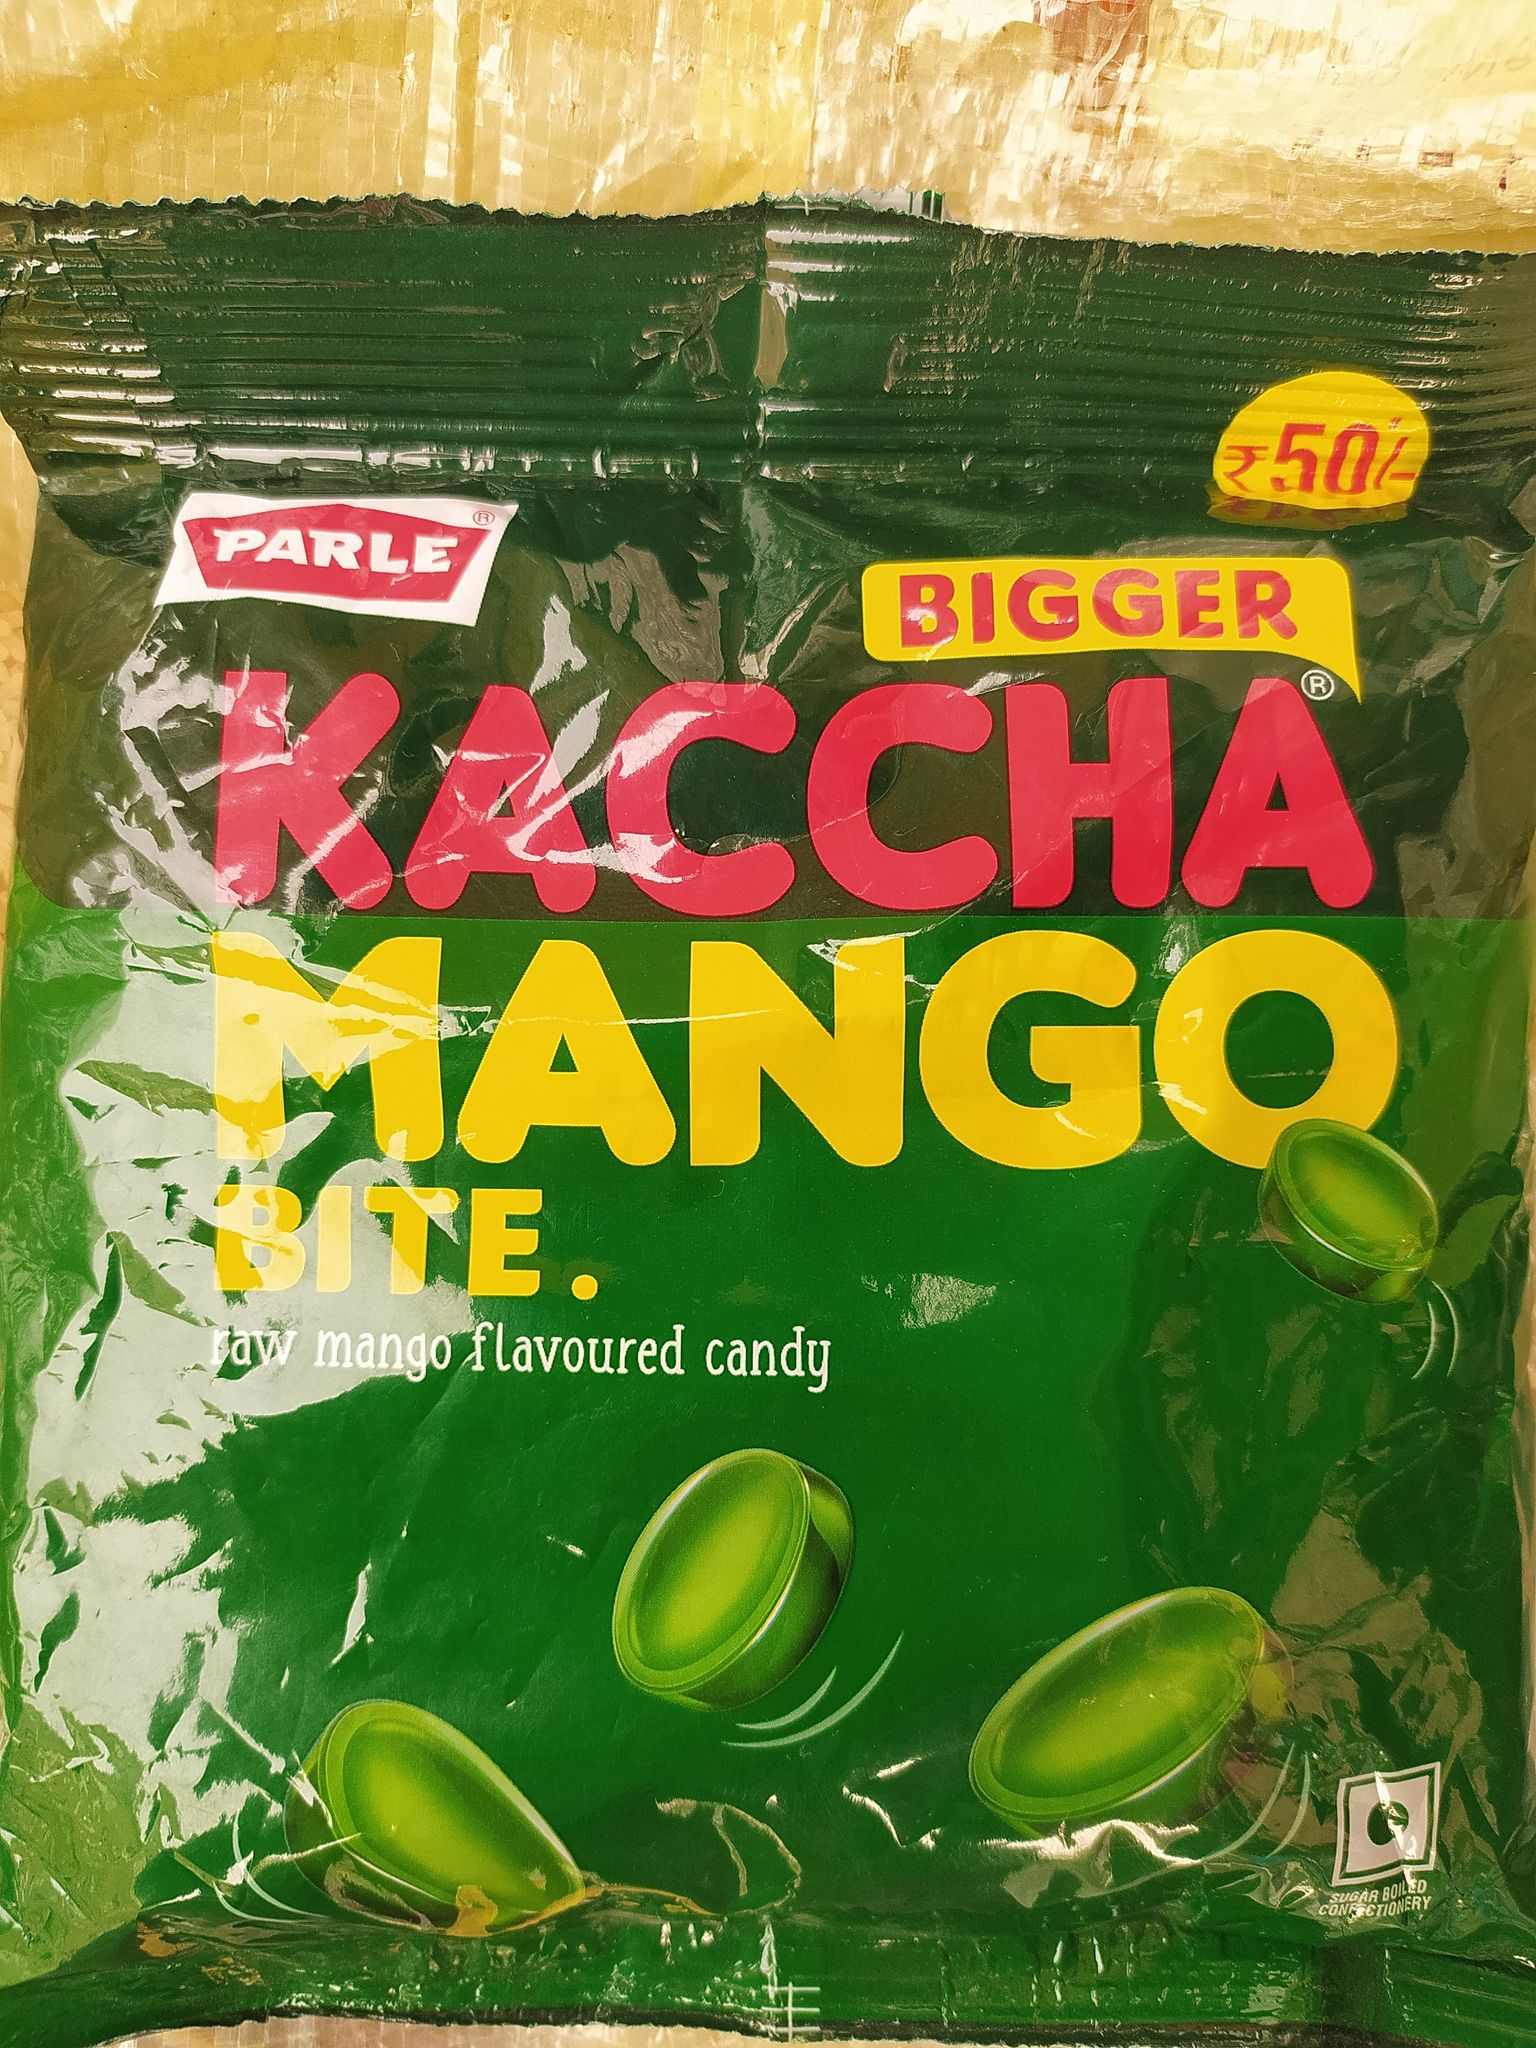 ₹50/-
PARLE®
BIGGER
KACCHA®
MANGO
BITE.
raw mango flavoured candy
SUGAR BOILED
CONFECTIONERY